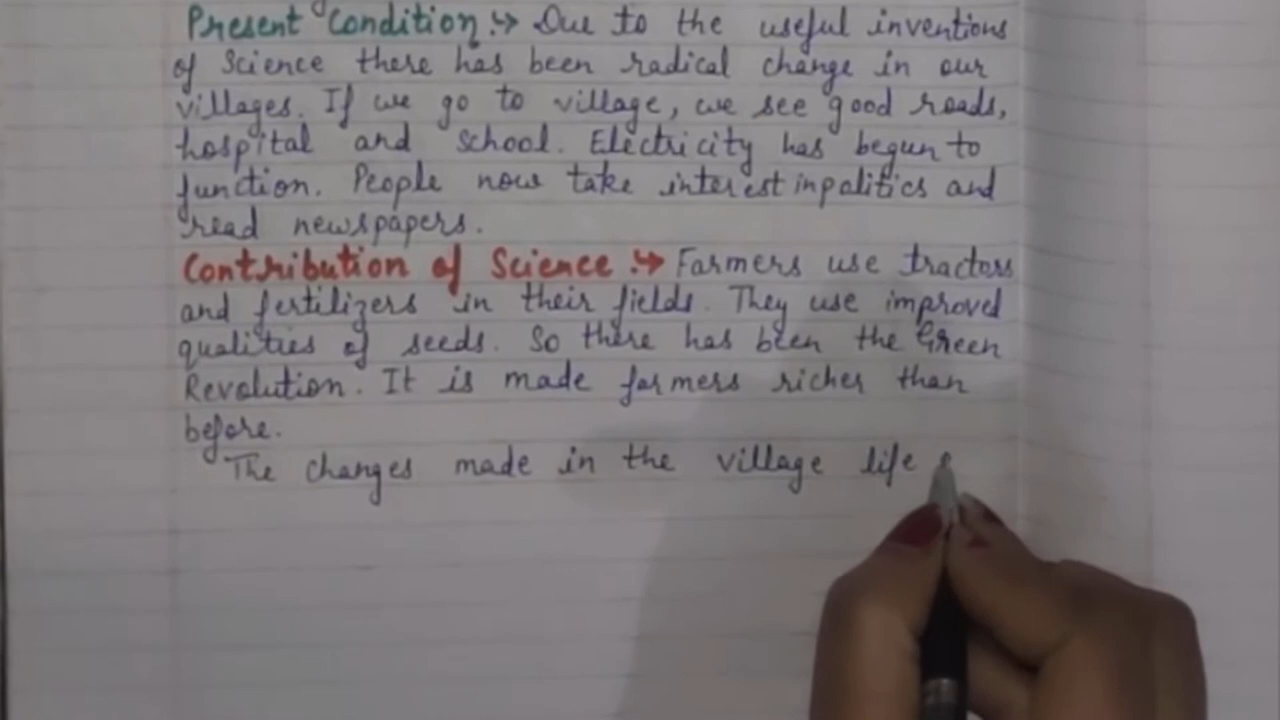 Present Condition :→ Due to the useful inventions
of Science there has been radical change in our
villages. If we go to village, we see good roads,
hospital and school. Electricity has begun to
function. People now take interest in politics and
read newspapers.
Contribution of Science :→ Farmers use tractors
and fertilizers in their fields. They use improved
qualities of seeds. So there has been the Green
Revolution. It is made farmers richer than
before.
The changes made in the village life